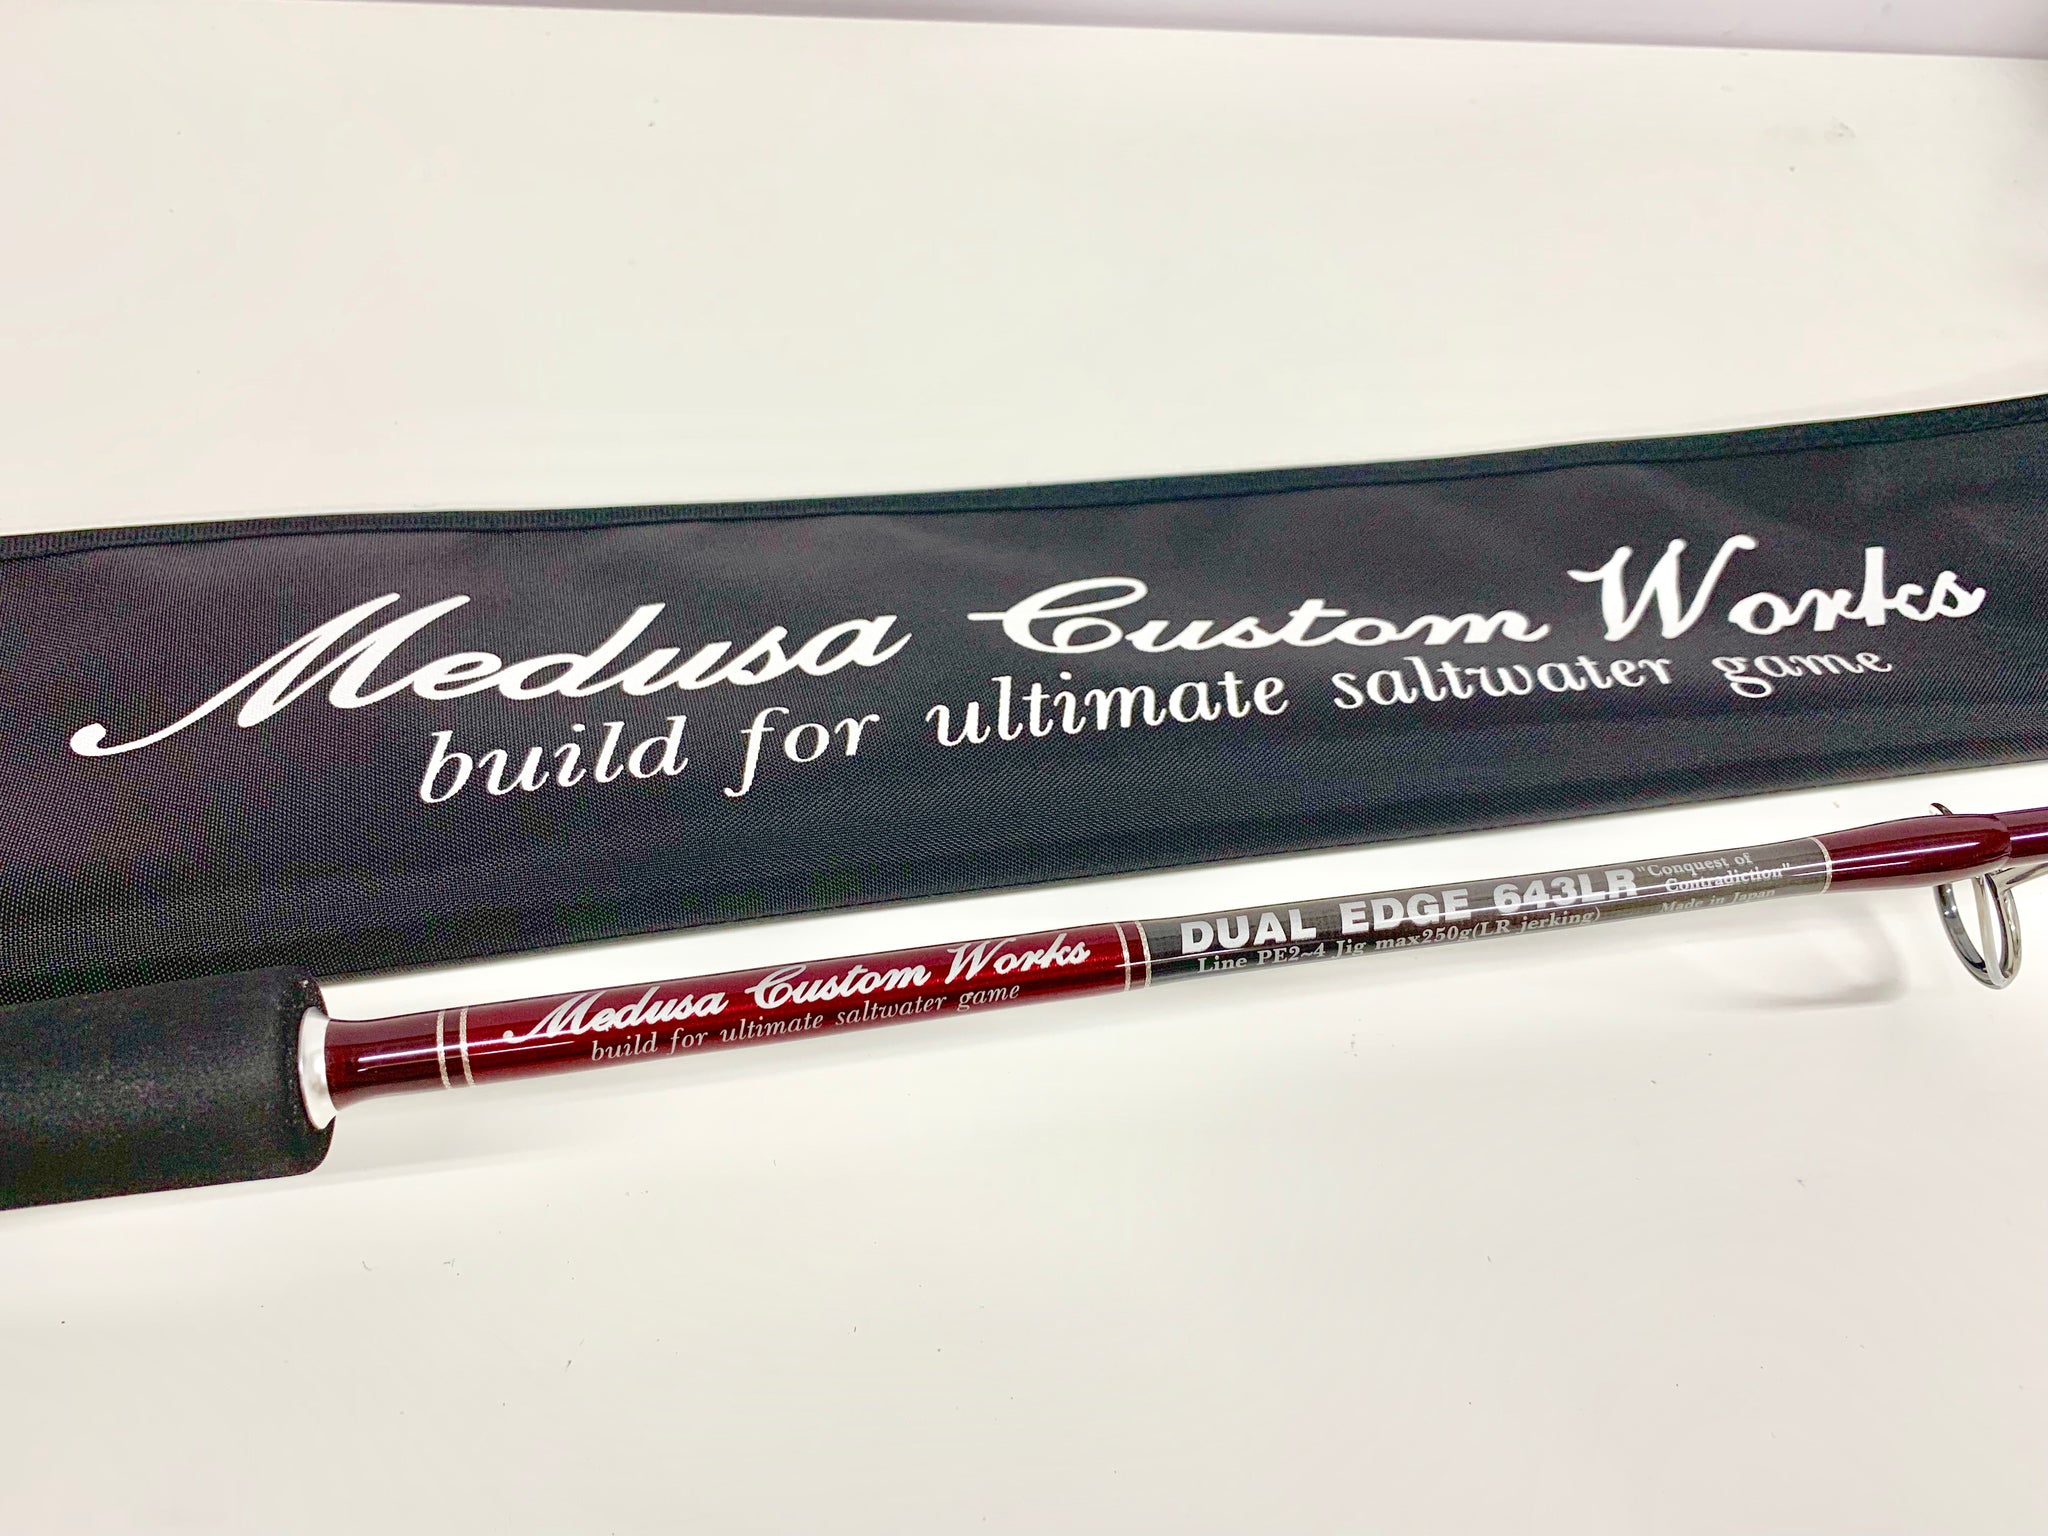 Medusa Custom Works
build for ultimate saltwater game
Medusa Custom Works
build for ultimate saltwater game
DUAL EDGE 643LR
Line PE2~4 Jig max250g(LR jerking)
"Conquest of
Contradiction"
Made in Japan